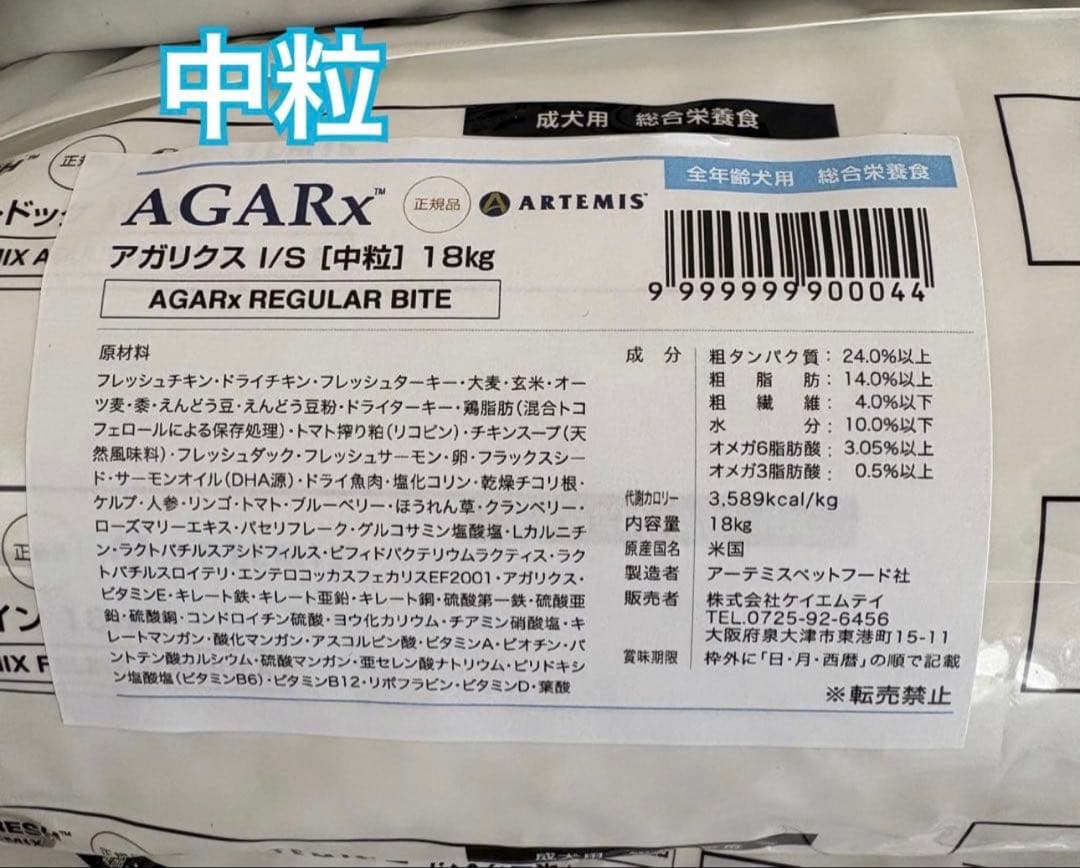 中粒
成犬用 総合栄養食
全年齢犬用 総合栄養食
正規
AGARx™ 正規品 ARTEMIS
ドッグ
アガリクス I/S [中粒] 18kg
AGARx REGULAR BITE
9 999999 900044
原材料
フレッシュチキン・ドライチキン・フレッシュターキー・大麦・玄米・オー
ツ麦・黍・えんどう豆・えんどう豆粉・ドライターキー・鶏脂肪(混合トコ
フェロールによる保存処理)・トマト搾り粕(リコピン)・チキンスープ(天
然風味料)・フレッシュダック・フレッシュサーモン・卵・フラックスシー
ド・サーモンオイル(DHA源)・ドライ魚肉・塩化コリン・乾燥チコリ根・
ケルプ・人参・リンゴ・トマト・ブルーベリー・ほうれん草・クランベリー・
ローズマリーエキス・パセリフレーク・グルコサミン塩酸塩・Lカルニチ
ン・ラクトバチルスアシドフィルス・ビフィドバクテリウムラクティス・ラク
トバチルスロイテリ・エンテロコッカスフェカリスEF2001・アガリクス・
ビタミンE・キレート鉄・キレート亜鉛・キレート銅・硫酸第一鉄・硫酸亜
鉛・硫酸銅・コンドロイチン硫酸・ヨウ化カリウム・チアミン硝酸塩・キ
レートマンガン・酸化マンガン・アスコルビン酸・ビタミンA・ビオチン・パ
ントテン酸カルシウム・硫酸マンガン・亜セレン酸ナトリウム・ピリドキシ
ン塩酸塩(ビタミンB6)・ビタミンB12・リボフラビン・ビタミンD・葉酸
成分 粗タンパク質: 24.0%以上
粗脂肪: 14.0%以上
粗繊維: 4.0%以下
水分: 10.0%以下
オメガ6脂肪酸: 3.05%以上
オメガ3脂肪酸: 0.5%以上
代謝カロリー 3,589kcal/kg
内容量 18kg
原産国名 米国
製造者 アーテミスペットフード社
販売者 株式会社ケイエムテイ
TEL.0725-92-6456
大阪府泉大津市東港町15-11
賞味期限 枠外に「日・月・西暦」の順で記載
※転売禁止